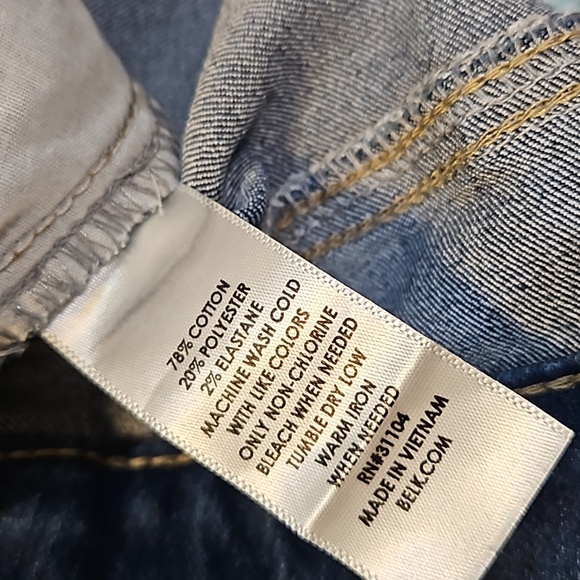 78% COTTON
20% POLYESTER
2% ELASTANE
MACHINE WASH COLD
WITH LIKE COLORS
ONLY NON-CHLORINE
BLEACH WHEN NEEDED
TUMBLE DRY LOW
WARM IRON
WHEN NEEDED
RN#31104
MADE IN VIETNAM
BELK.COM